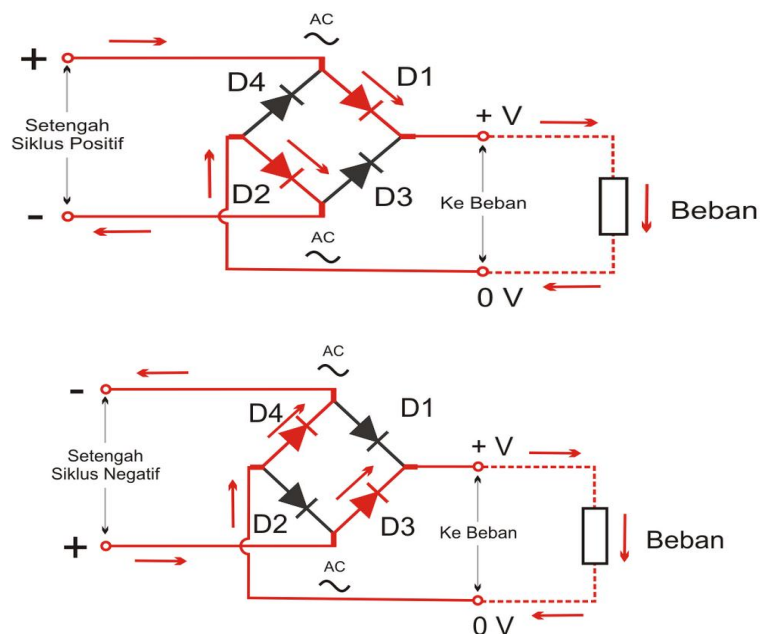 AC
+
D4
D1
+ V
Setengah
Siklus Positif
Ke Beban
Beban
D2
D3
-
AC
0 V
AC
-
D4
D1
+ V
Setengah
Siklus Negatif
Ke Beban
Beban
D2
D3
+
AC
0 V